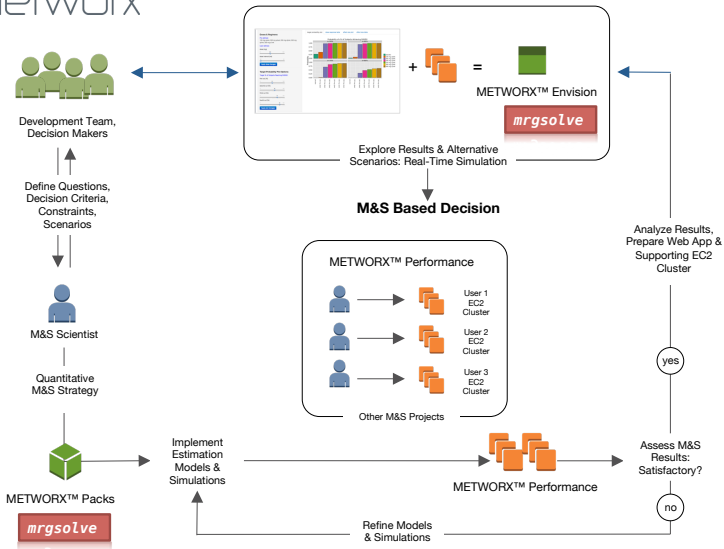 METWORX™ Envision
mrgsolve
Explore Results & Alternative
Scenarios: Real-Time Simulation
Development Team,
Decision Makers
Define Questions,
Decision Criteria,
Constraints,
Scenarios
M&S Based Decision
METWORX™ Performance
User 1
EC2
Cluster
User 2
EC2
Cluster
User 3
EC2
Cluster
Other M&S Projects
Analyze Results,
Prepare Web App &
Supporting EC2
Cluster
M&S Scientist
Quantitative
M&S Strategy
yes
METWORX™ Packs
mrgsolve
Implement
Estimation
Models &
Simulations
METWORX™ Performance
Assess M&S
Results:
Satisfactory?
no
Refine Models
& Simulations